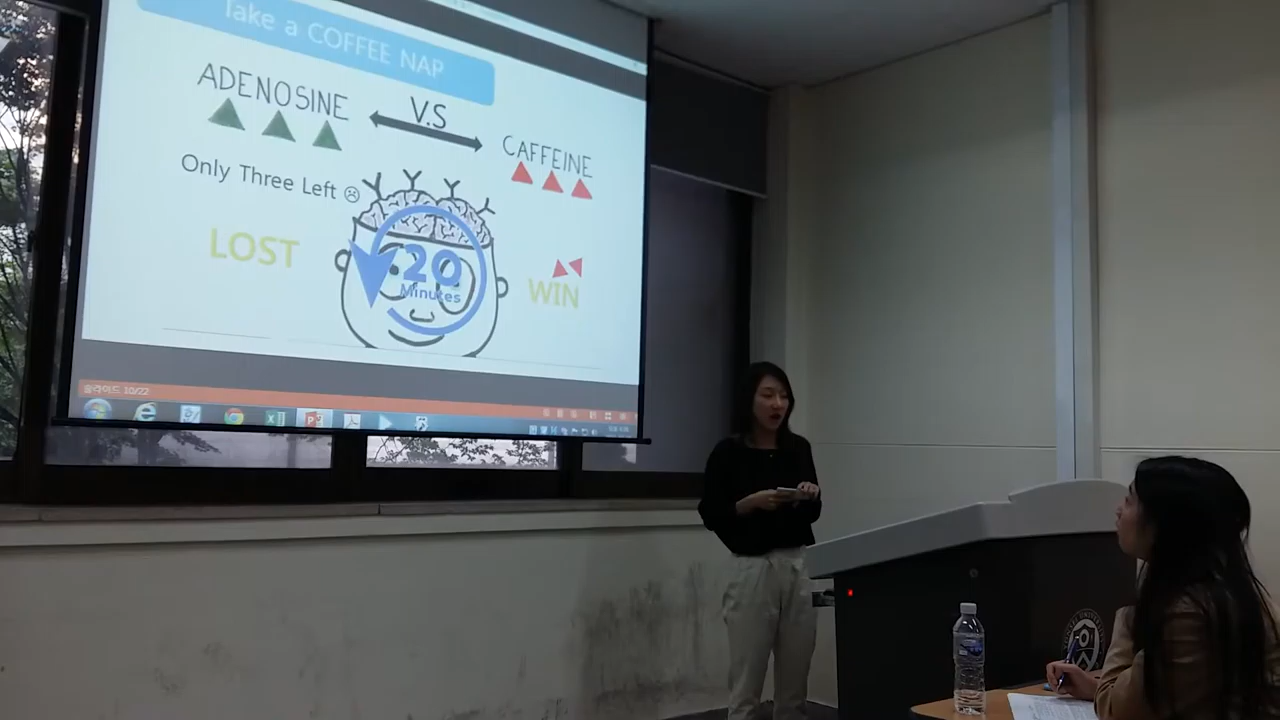 Take a COFFEE NAP
ADENOSINE
V.S
CAFFEINE
Only Three Left ☹
LOST
20
Minutes
WIN
슬라이드 10/22